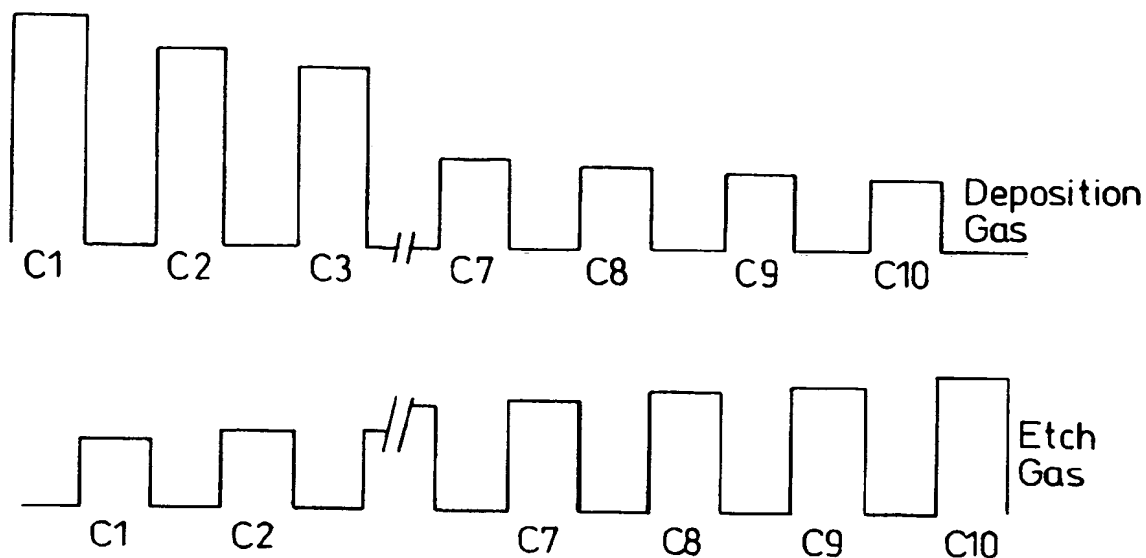 Deposition
Gas
C1 C2 C3 C7 C8 C9 C10
Etch
Gas
C1 C2 C7 C8 C9 C10